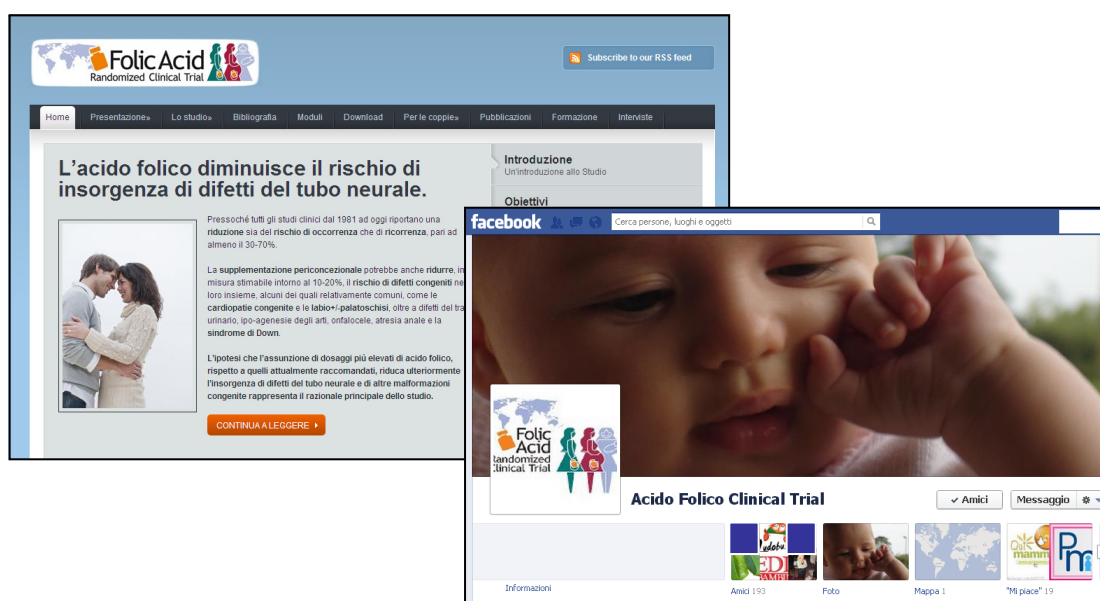 Folic Acid
Randomized Clinical Trial
Subscribe to our RSS feed
Home Presentazione» Lo studio» Bibliografia Moduli Download Per le coppie» Pubblicazioni Formazione Interviste
L'acido folico diminuisce il rischio di
insorgenza di difetti del tubo neurale.
Pressoché tutti gli studi clinici dal 1981 ad oggi riportano una
riduzione sia del rischio di occorrenza che di ricorrenza, pari ad
almeno il 30-70%.
La supplementazione periconcezionale potrebbe anche ridurre, in
misura stimabile intorno al 10-20%, il rischio di difetti congeniti ne
loro insieme, alcuni dei quali relativamente comuni, come le
cardiopatie congenite e le labio+/-palatoschisi, oltre a difetti del tra
urinario, ipo-agenesie degli arti, onfalocele, atresia anale e la
sindrome di Down.
L'ipotesi che l'assunzione di dosaggi più elevati di acido folico,
rispetto a quelli attualmente raccomandati, riduca ulteriormente
l'insorgenza di difetti del tubo neurale e di altre malformazioni
congenite rappresenta il razionale principale dello studio.
CONTINUA A LEGGERE
Introduzione
Un'introduzione allo Studio
Obiettivi
facebook
Cerca persone, luoghi e oggetti
Folic
Acid
Randomized
Clinical Trial
Acido Folico Clinical Trial
✓ Amici
Messaggio
Informazioni
Amici 193
Foto
Mappa 1
"Mi piace" 19